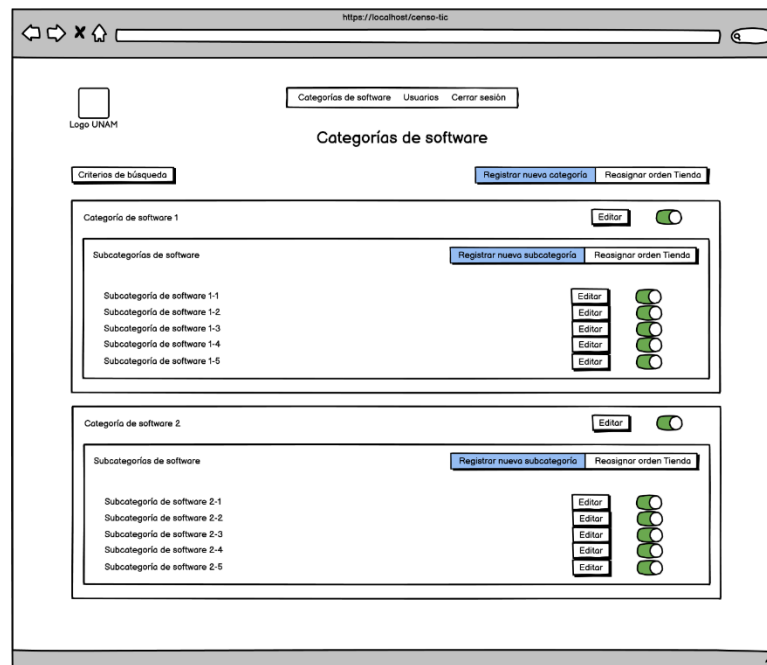 https://localhost/censo-tic
Categorías de software Usuarios Cerrar sesión
Logo UNAM
Categorías de software
Criterios de búsqueda Registrar nueva categoría Reasignar orden Tienda
Categoría de software 1 Editar
Subcategorías de software Registrar nueva subcategoría Reasignar orden Tienda
Subcategoría de software 1-1 Editar
Subcategoría de software 1-2 Editar
Subcategoría de software 1-3 Editar
Subcategoría de software 1-4 Editar
Subcategoría de software 1-5 Editar
Categoría de software 2 Editar
Subcategorías de software Registrar nueva subcategoría Reasignar orden Tienda
Subcategoría de software 2-1 Editar
Subcategoría de software 2-2 Editar
Subcategoría de software 2-3 Editar
Subcategoría de software 2-4 Editar
Subcategoría de software 2-5 Editar